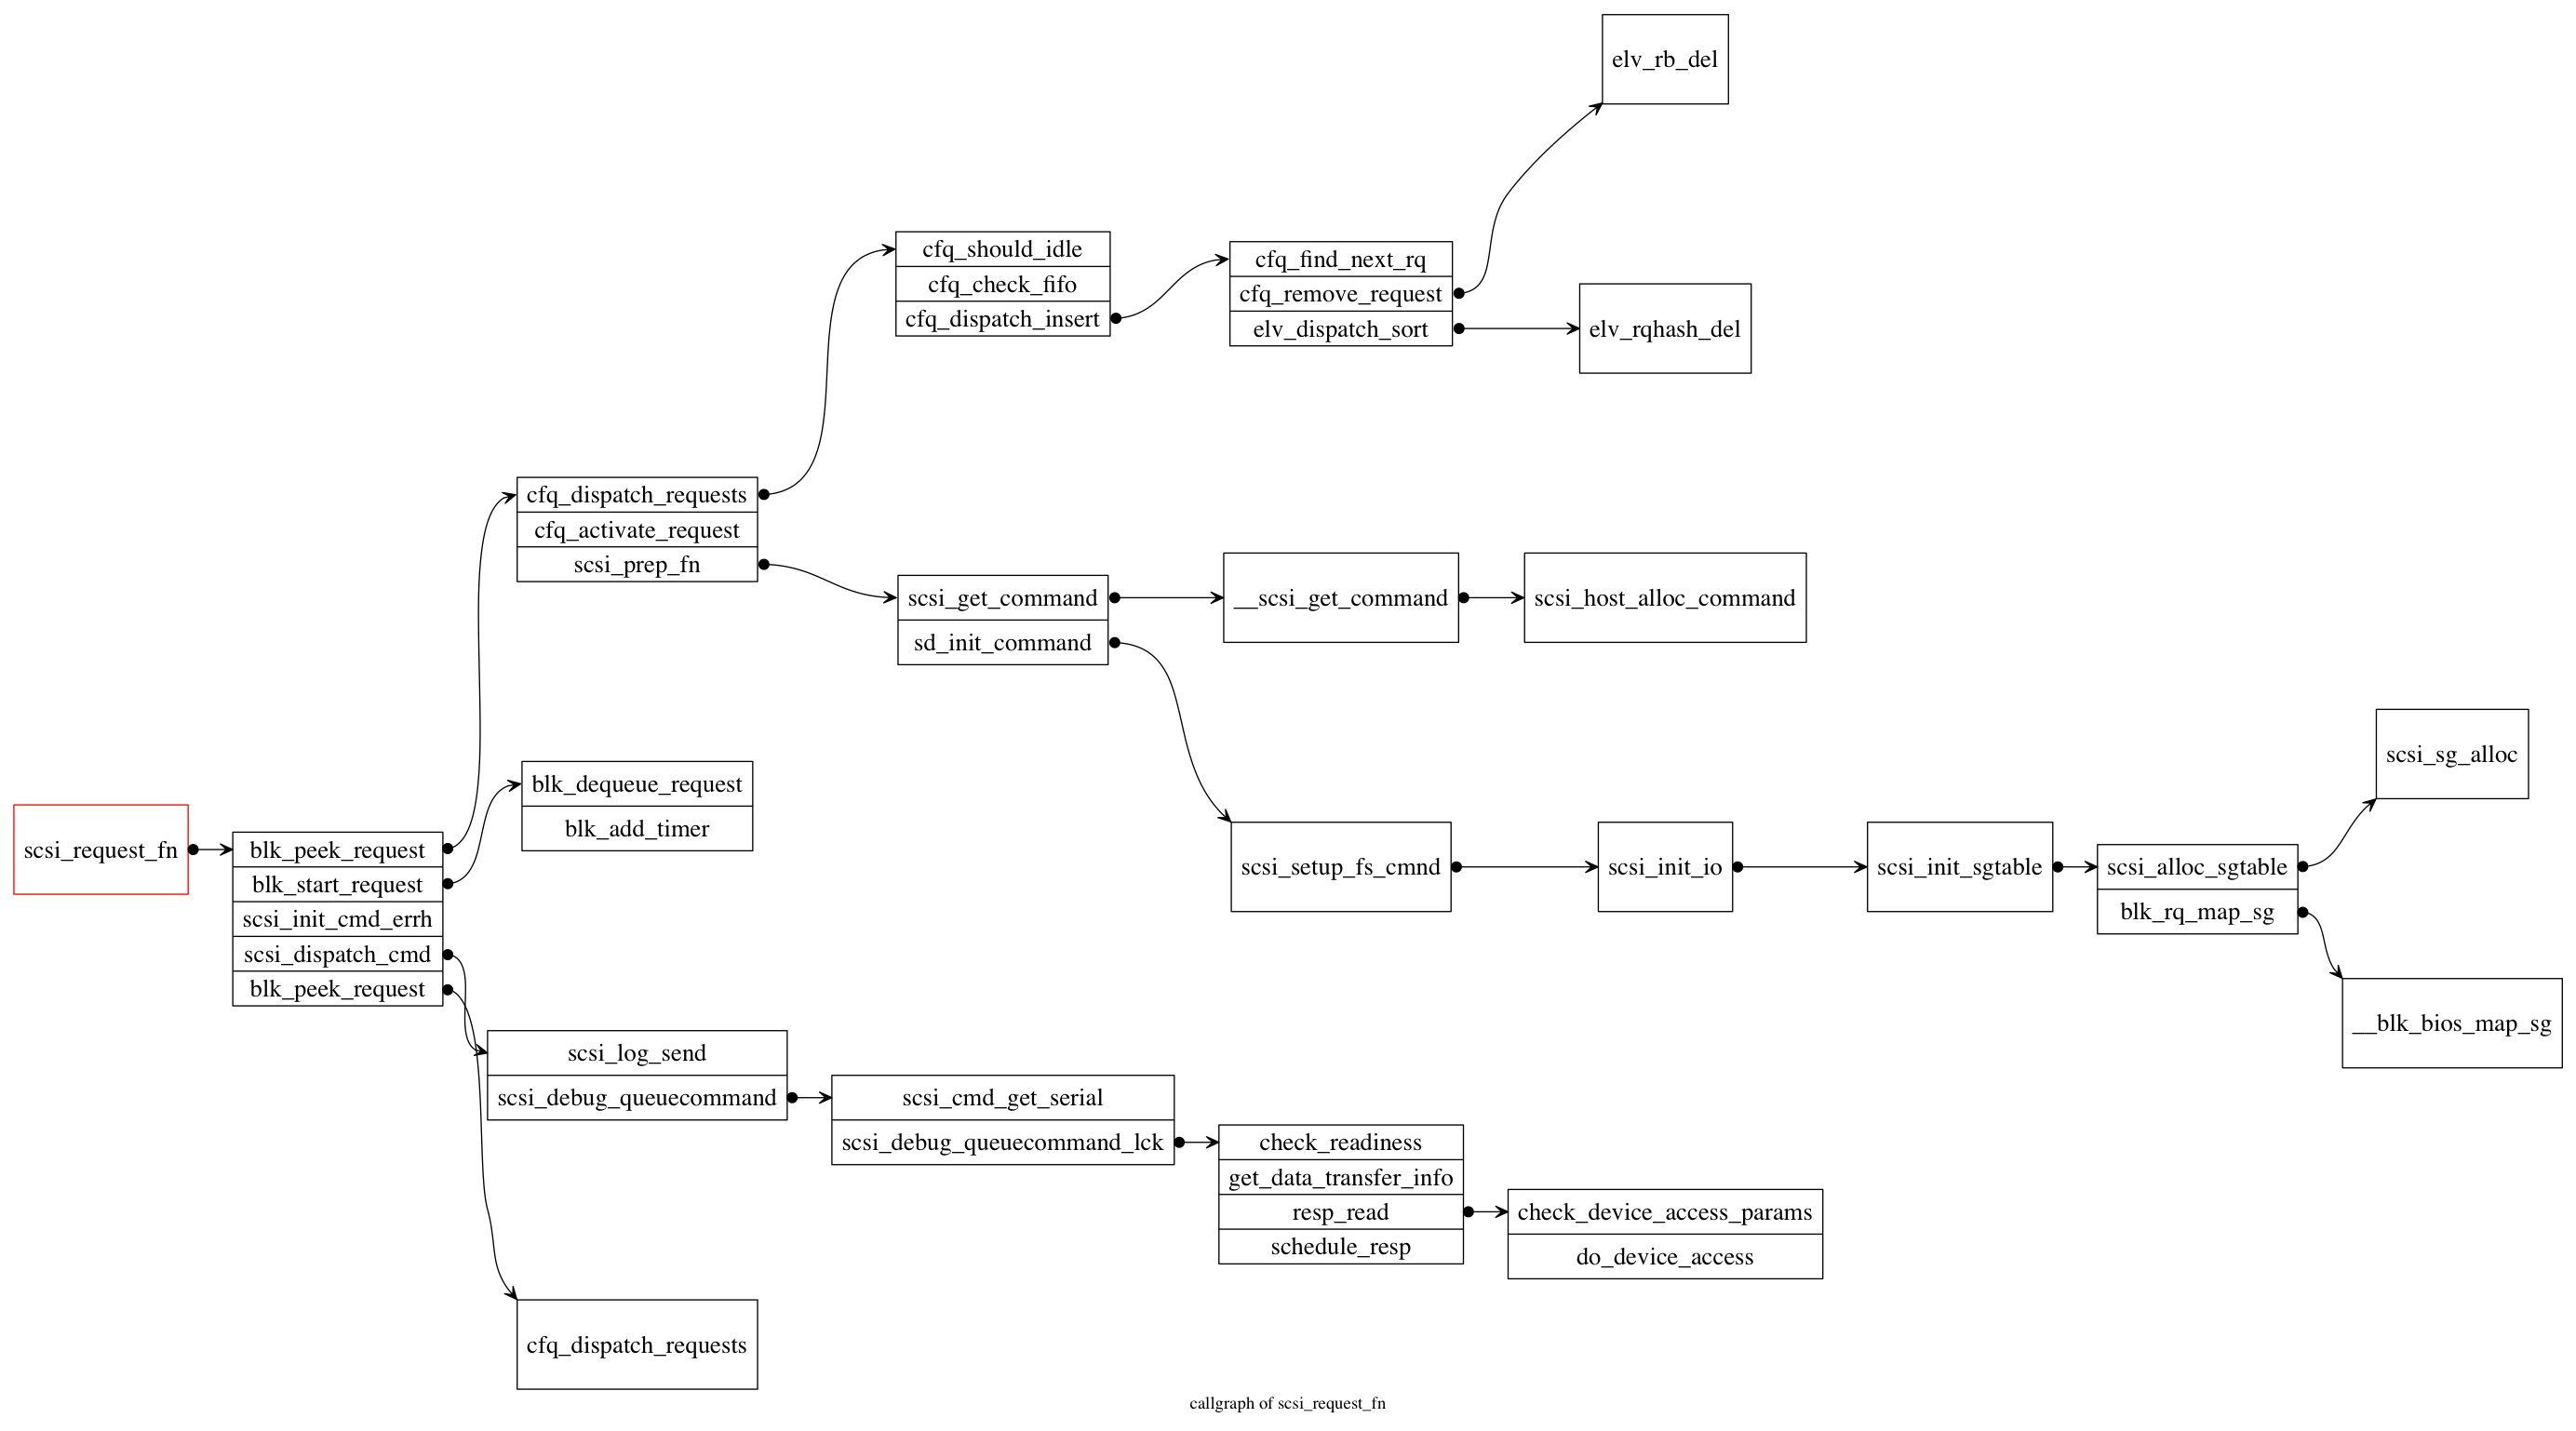 elv_rb_del
cfq_should_idle
cfq_check_fifo
cfq_dispatch_insert
cfq_find_next_rq
cfq_remove_request
elv_dispatch_sort
elv_rqhash_del
cfq_dispatch_requests
cfq_activate_request
scsi_prep_fn
scsi_get_command
sd_init_command
__scsi_get_command
scsi_host_alloc_command
scsi_sg_alloc
blk_dequeue_request
blk_add_timer
scsi_request_fn
blk_peek_request
blk_start_request
scsi_init_cmd_errh
scsi_dispatch_cmd
blk_peek_request
scsi_setup_fs_cmnd
scsi_init_io
scsi_init_sgtable
scsi_alloc_sgtable
blk_rq_map_sg
__blk_bios_map_sg
scsi_log_send
scsi_debug_queuecommand
scsi_cmd_get_serial
scsi_debug_queuecommand_lck
check_readiness
get_data_transfer_info
resp_read
schedule_resp
check_device_access_params
do_device_access
cfq_dispatch_requests
callgraph of scsi_request_fn